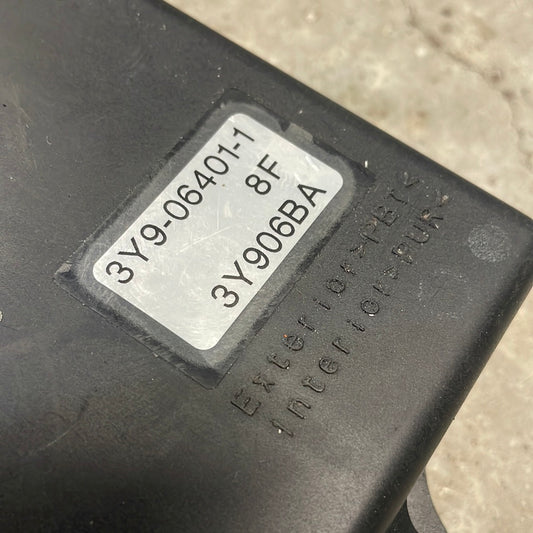 3Y9-06401-1
8F
3Y906BA
Exterior>PBT<
Interior>PUR<